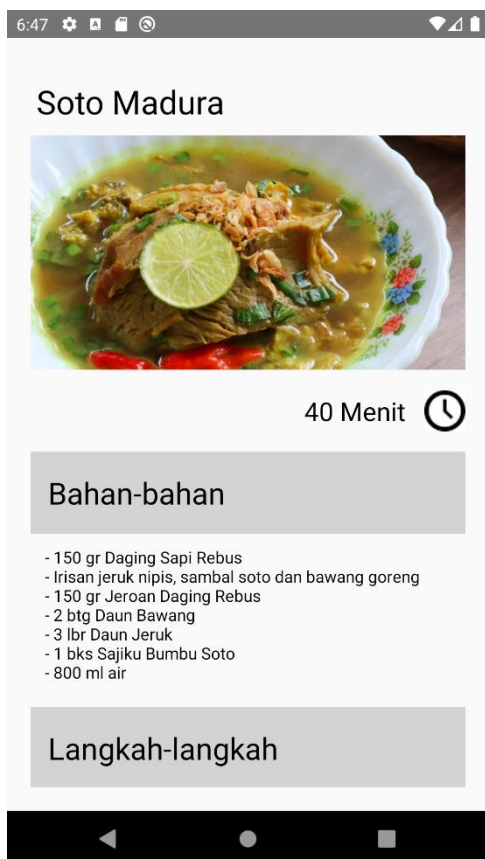 6:47
Soto Madura
40 Menit
Bahan-bahan
- 150 gr Daging Sapi Rebus
- Irisan jeruk nipis, sambal soto dan bawang goreng
- 150 gr Jeroan Daging Rebus
- 2 btg Daun Bawang
- 3 lbr Daun Jeruk
- 1 bks Sajiku Bumbu Soto
- 800 ml air
Langkah-langkah